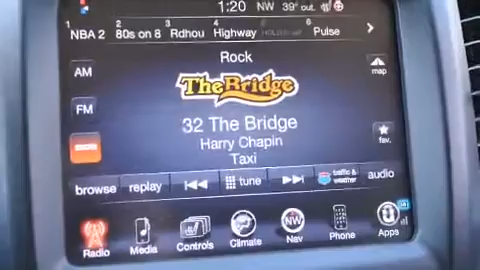 1:20 NW 39° out.
1 2 3 4 6
NBA 2 80s on 8 Rdhou Highway Pulse
Rock
AM
map
The Bridge
FM
32 The Bridge
Harry Chapin
Taxi
fav.
browse replay tune traffic & weather audio
NW
Radio Media Controls Climate Nav Phone Apps